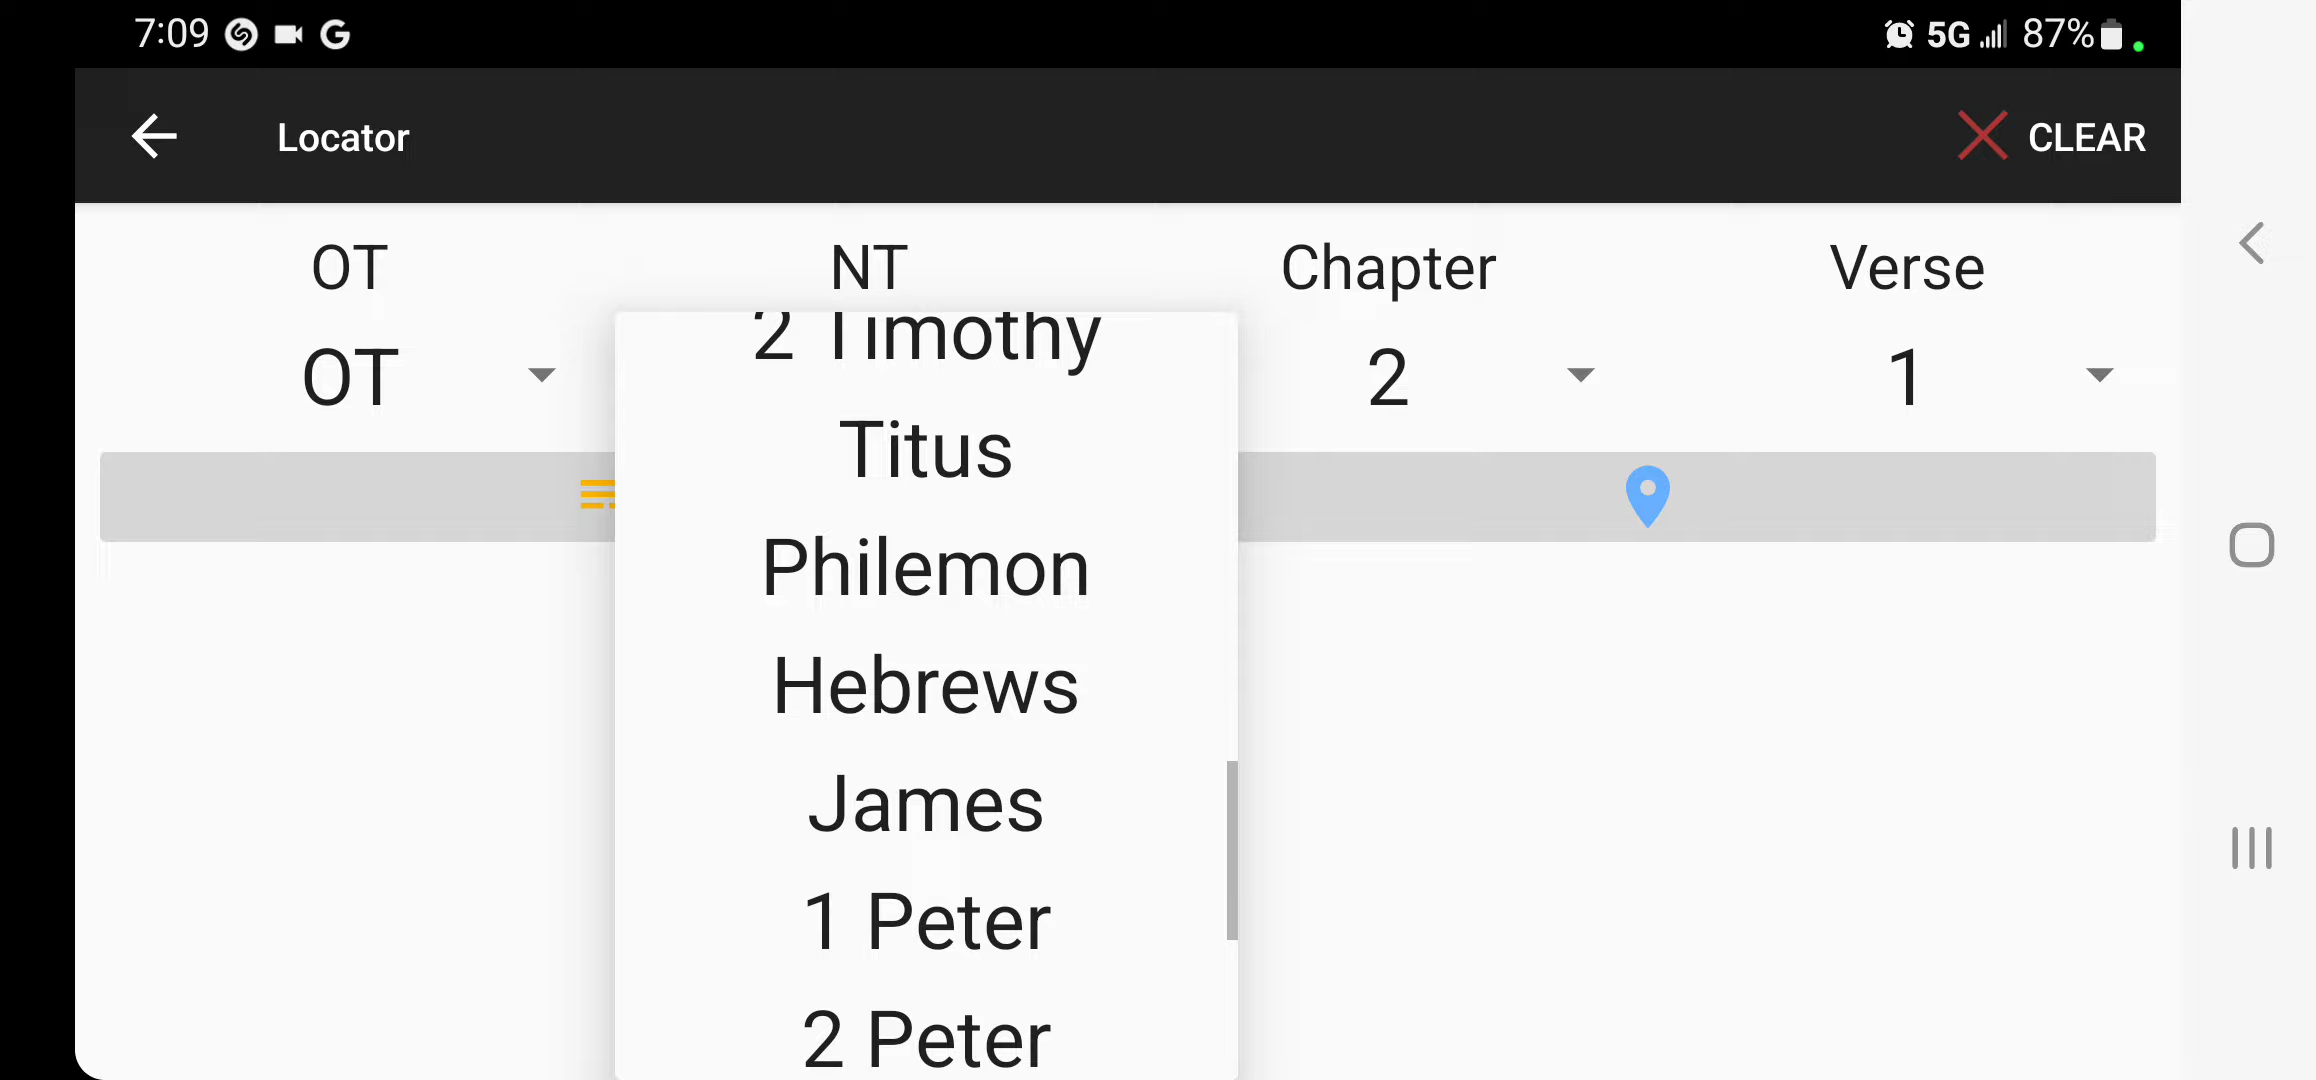 7:09 5G 87%
Locator CLEAR
OT NT Chapter Verse
OT 2 1
2 Timothy
Titus
Philemon
Hebrews
James
1 Peter
2 Peter